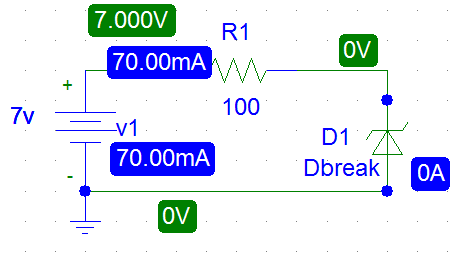 7.000V
R1
0V
70.00mA
+
100
7v
v1
D1
70.00mA
Dbreak
0A
-
0V